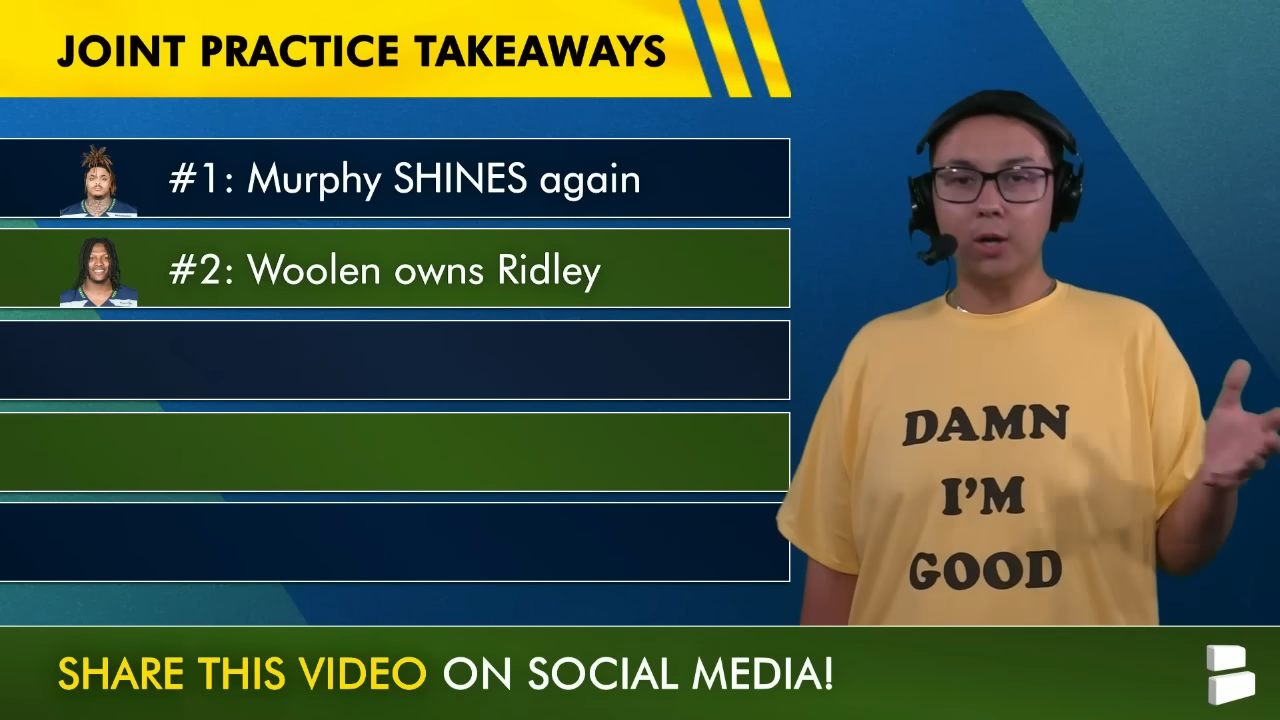 JOINT PRACTICE TAKEAWAYS
#1: Murphy SHINES again
#2: Woolen owns Ridley
DAMN
I'M
GOOD
SHARE THIS VIDEO ON SOCIAL MEDIA!